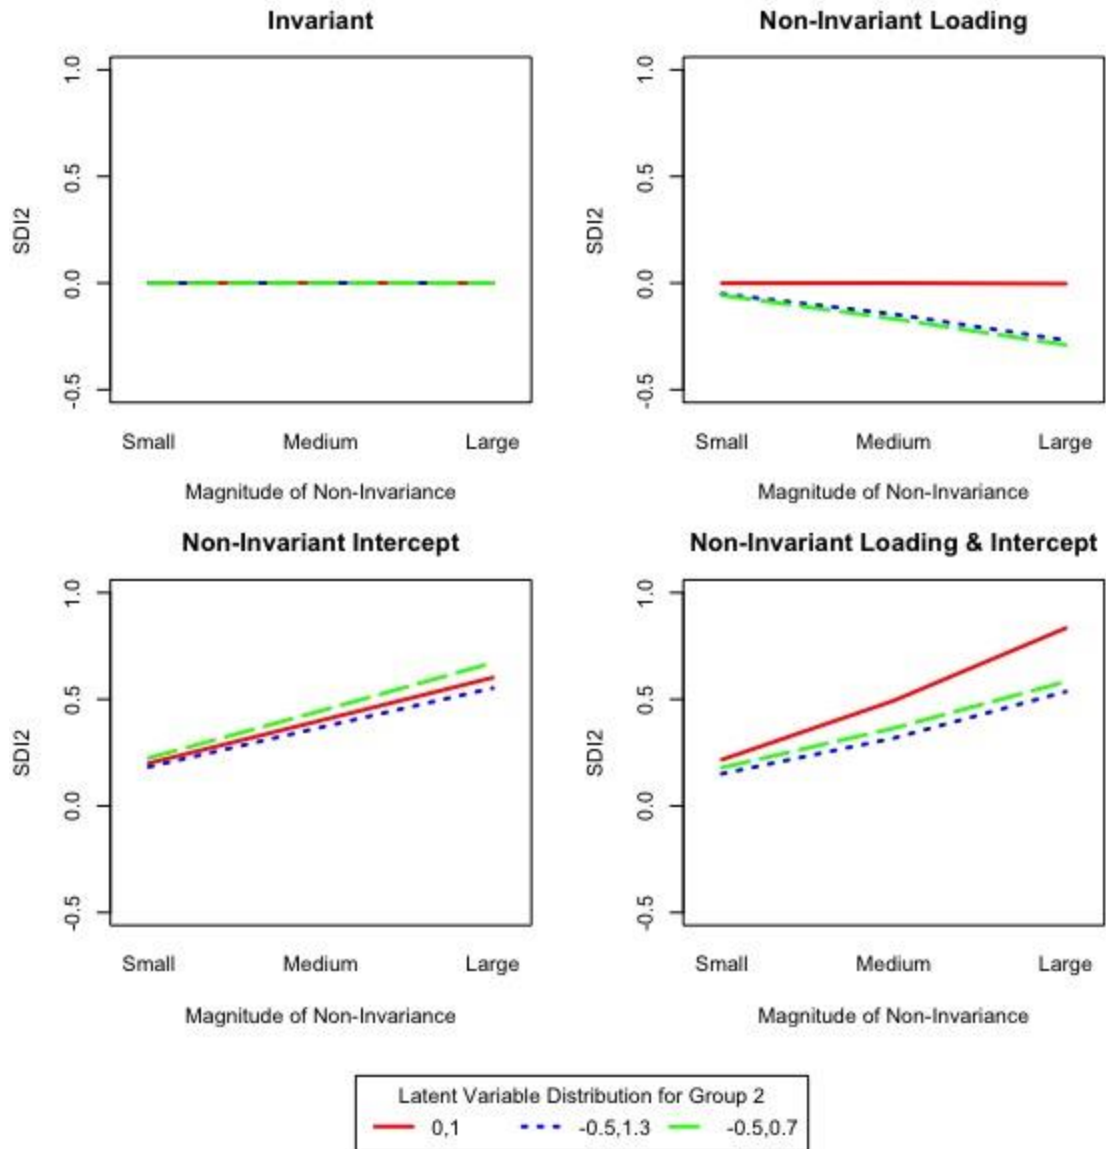 Invariant
Non-Invariant Loading
SDI2
1.0
0.5
0.0
-0.5
Small Medium Large
Magnitude of Non-Invariance
SDI2
1.0
0.5
0.0
-0.5
Small Medium Large
Magnitude of Non-Invariance
Non-Invariant Intercept
Non-Invariant Loading & Intercept
SDI2
1.0
0.5
0.0
-0.5
Small Medium Large
Magnitude of Non-Invariance
SDI2
1.0
0.5
0.0
-0.5
Small Medium Large
Magnitude of Non-Invariance
Latent Variable Distribution for Group 2
0,1 -0.5,1.3 -0.5,0.7